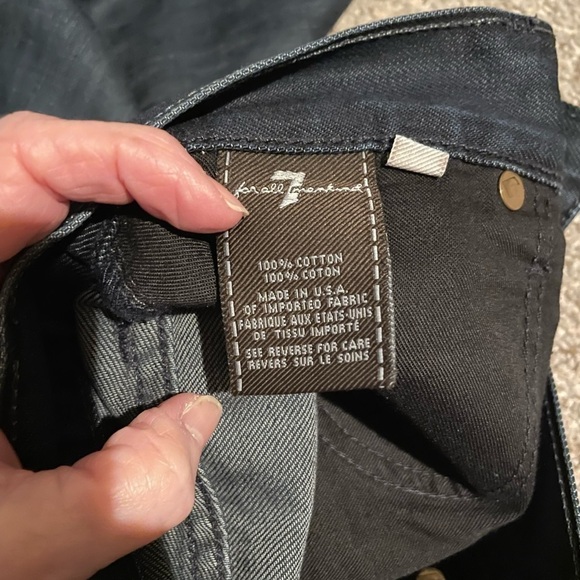 7
for all mankind
100% COTTON
100% COTON
MADE IN U.S.A.
OF IMPORTED FABRIC
FABRIQUE AUX ETATS-UNIS
DE TISSU IMPORTÉ
SEE REVERSE FOR CARE
REVERS SUR LE SOINS